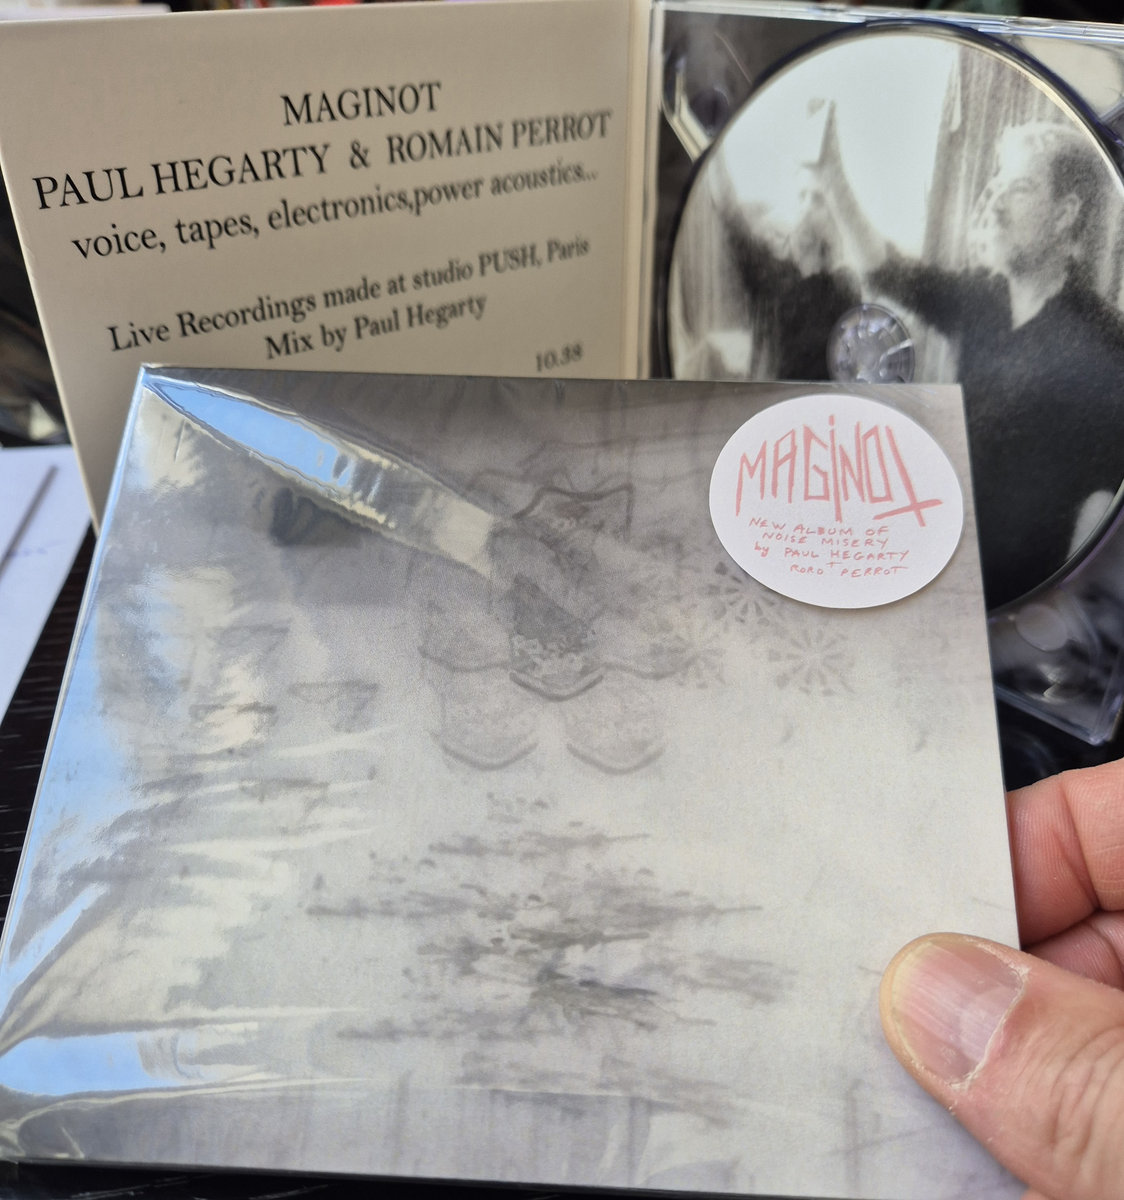 MAGINOT
PAUL HEGARTY & ROMAIN PERROT
voice, tapes, electronics,power acoustics...
Live Recordings made at studio PUSH, Paris
Mix by Paul Hegarty
10.38
MAGINOT
NEW ALBUM OF
NOISE MISERY
by PAUL HEGARTY
+
RORO PERROT